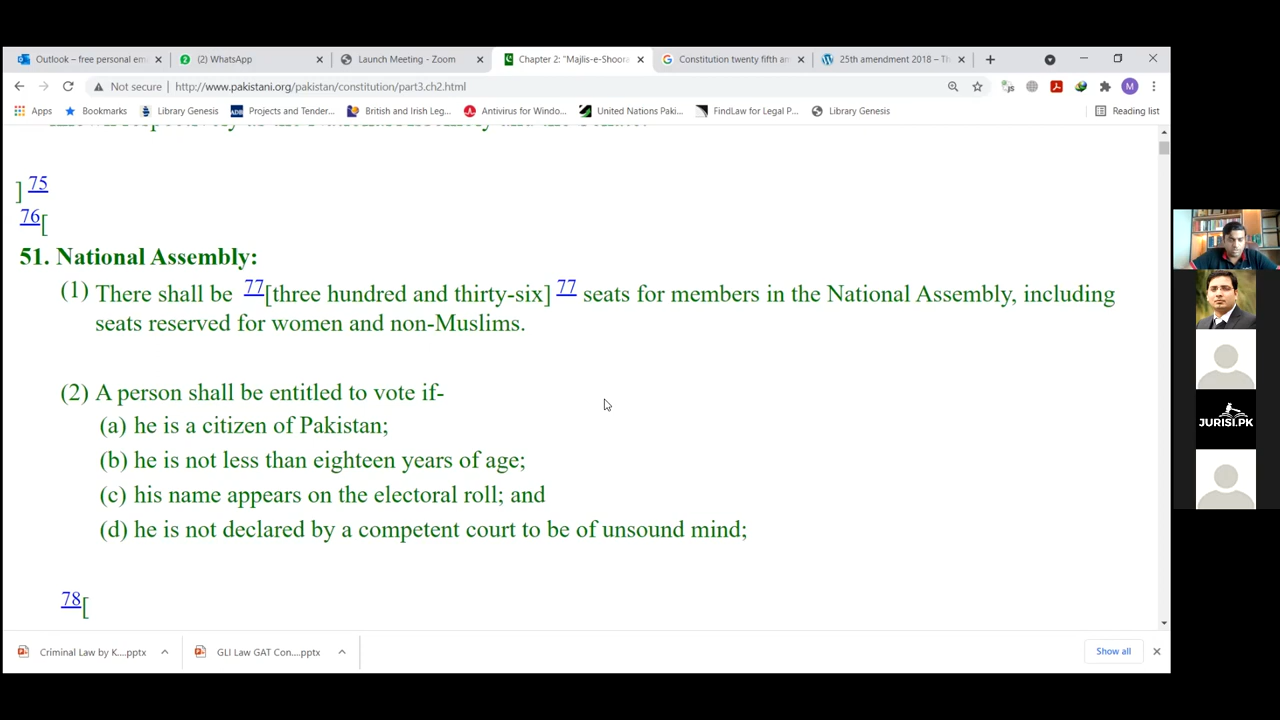 Outlook – free personal em
(2) WhatsApp
Launch Meeting - Zoom
Chapter 2: "Majlis-e-Shoora
Constitution twenty fifth am
25th amendment 2018 – Th
Not secure | http://www.pakistani.org/pakistan/constitution/part3.ch2.html
M
Apps
Bookmarks
Library Genesis
Projects and Tender...
British and Irish Leg...
Antivirus for Windo...
United Nations Paki...
FindLaw for Legal P...
Library Genesis
Reading list
] 75
76[
51. National Assembly:
(1) There shall be 77[three hundred and thirty-six] 77 seats for members in the National Assembly, including
seats reserved for women and non-Muslims.
(2) A person shall be entitled to vote if-
(a) he is a citizen of Pakistan;
(b) he is not less than eighteen years of age;
(c) his name appears on the electoral roll; and
(d) he is not declared by a competent court to be of unsound mind;
78[
Criminal Law by K....pptx
GLI Law GAT Con....pptx
Show all
JURISI.PK